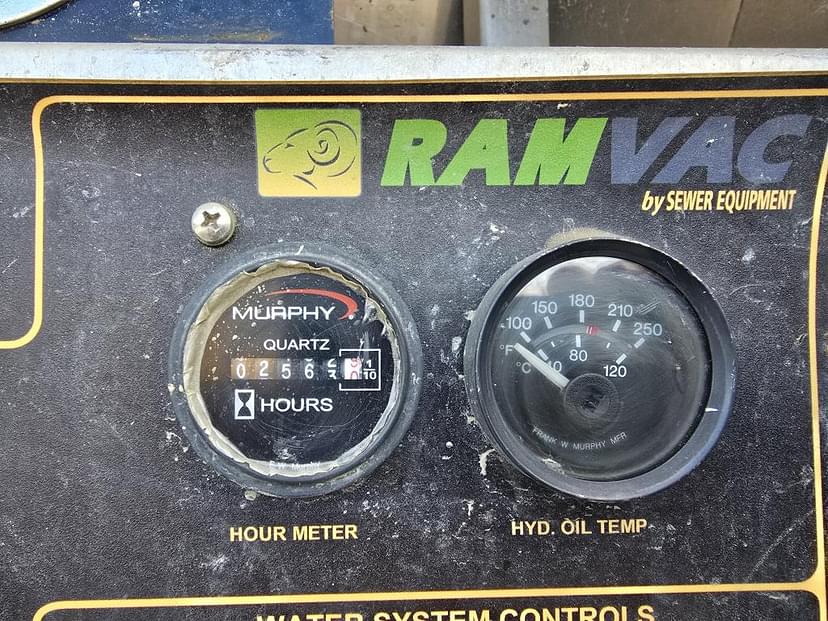 RAMVAC
by SEWER EQUIPMENT
MURPHY
QUARTZ
0 2 5 6
1/10
HOURS
100 150 180 210 250
°F
°C 40 80 120
FRANK W MURPHY MFR
HOUR METER
HYD. OIL TEMP
WATER SYSTEM CONTROLS